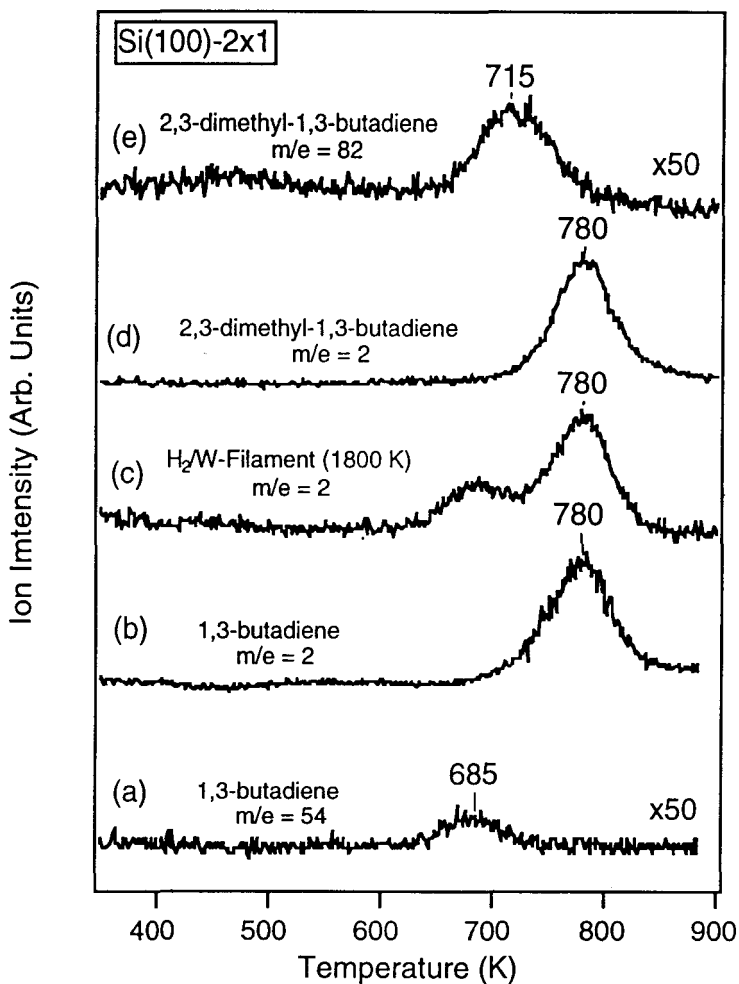 Si(100)-2x1
715
(e) 2,3-dimethyl-1,3-butadiene
m/e = 82
x50
780
(d) 2,3-dimethyl-1,3-butadiene
m/e = 2
780
(c) H₂/W-Filament (1800 K)
m/e = 2
780
(b) 1,3-butadiene
m/e = 2
685
(a) 1,3-butadiene
m/e = 54
x50
Ion Imtensity (Arb. Units)
400 500 600 700 800 900
Temperature (K)